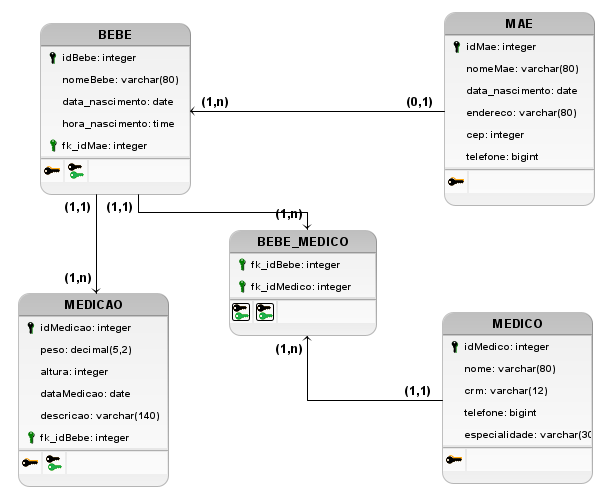 BEBE
idBebe: integer
nomeBebe: varchar(80)
data_nascimento: date
hora_nascimento: time
fk_idMae: integer
MAE
idMae: integer
nomeMae: varchar(80)
data_nascimento: date
endereco: varchar(80)
cep: integer
telefone: bigint
(1,n)
(0,1)
(1,1)
(1,1)
(1,n)
(1,n)
BEBE_MEDICO
fk_idBebe: integer
fk_idMedico: integer
MEDICAO
idMedicao: integer
peso: decimal(5,2)
altura: integer
dataMedicao: date
descricao: varchar(140)
fk_idBebe: integer
(1,n)
(1,1)
MEDICO
idMedico: integer
nome: varchar(80)
crm: varchar(12)
telefone: bigint
especialidade: varchar(30